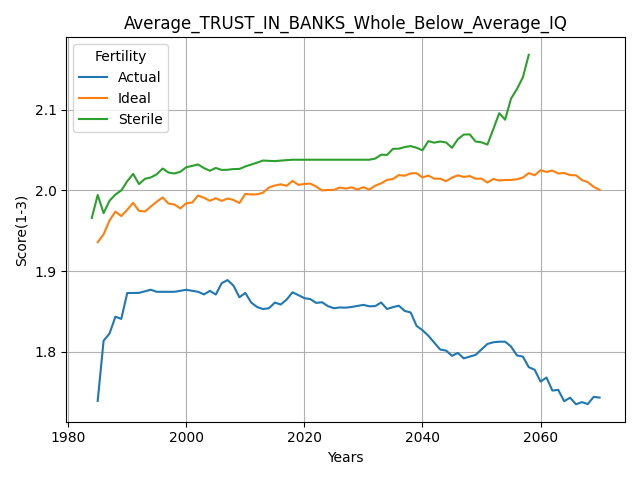 Average_TRUST_IN_BANKS_Whole_Below_Average_IQ
Fertility
Actual
Ideal
Sterile
Score(1-3)
2.1
2.0
1.9
1.8
1980
2000
2020
2040
2060
Years